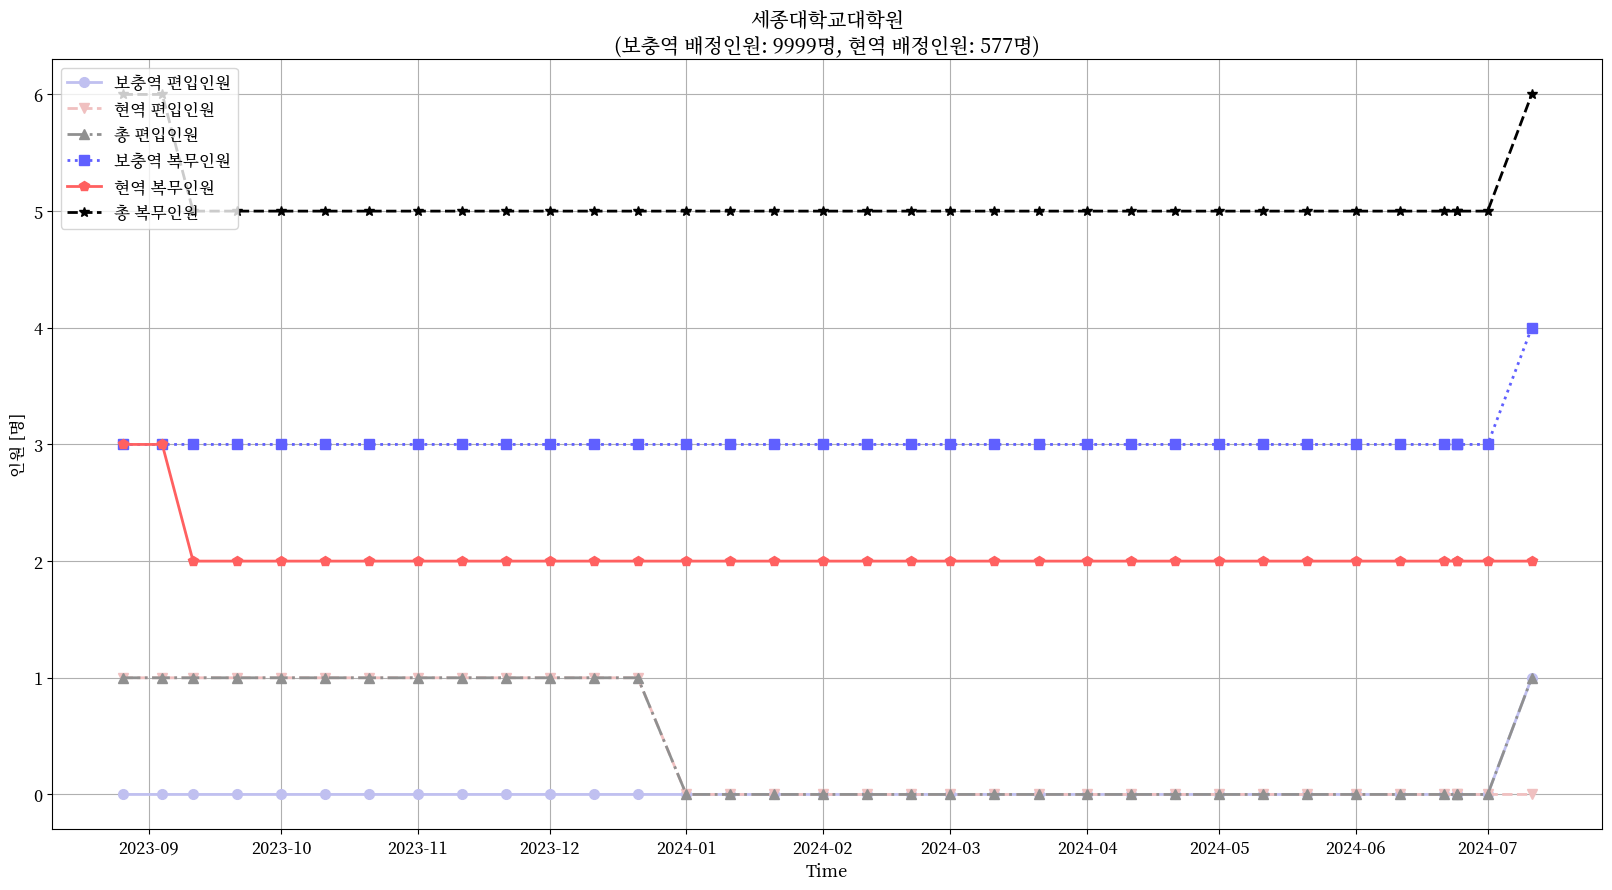 세종대학교대학원
(보충역 배정인원: 9999명, 현역 배정인원: 577명)
보충역 편입인원
현역 편입인원
총 편입인원
보충역 복무인원
현역 복무인원
총 복무인원
6
5
4
3
2
1
0
인원 [명]
2023-09 2023-10 2023-11 2023-12 2024-01 2024-02 2024-03 2024-04 2024-05 2024-06 2024-07
Time